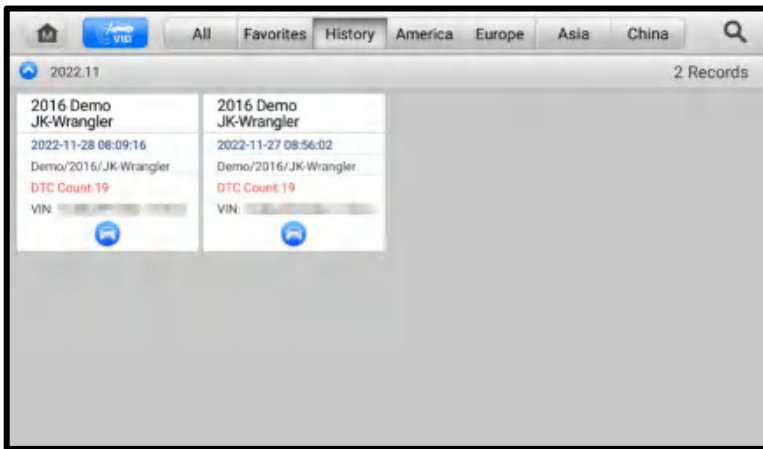 M
VID
All Favorites History America Europe Asia China
2022.11 2 Records
2016 Demo
JK-Wrangler
2022-11-28 08:09:16
Demo/2016/JK-Wrangler
DTC Count:19
VIN:
2016 Demo
JK-Wrangler
2022-11-27 08:56:02
Demo/2016/JK-Wrangler
DTC Count:19
VIN: